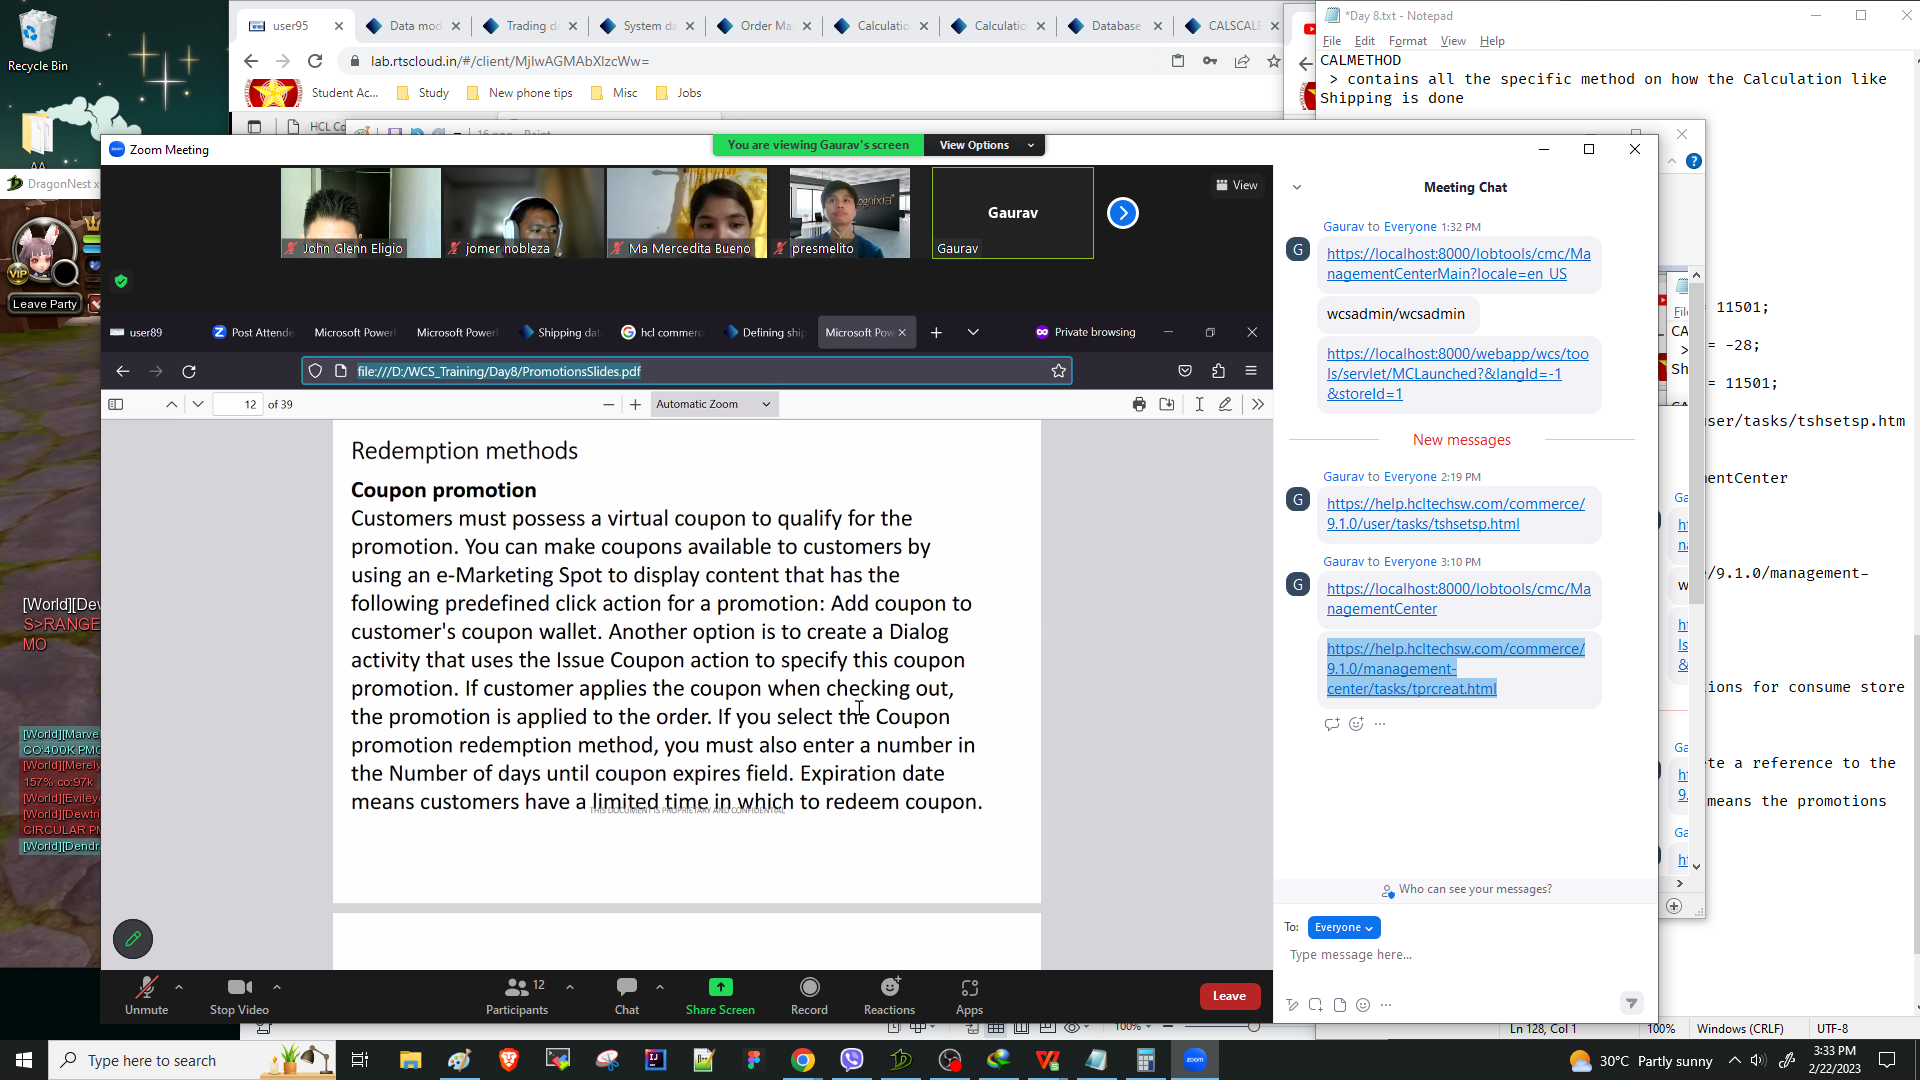 Recycle Bin
user95
Data mod
Trading d
System da
Order Ma
Calculatio
Calculatio
Database
CALSCALE
lab.rtscloud.in/#/client/MjIwAGMAbXlzcWw=
Student Ac...
Study
New phone tips
Misc
Jobs
HCL Co
*Day 8.txt - Notepad
File Edit Format View Help
CALMETHOD
> contains all the specific method on how the Calculation like
Shipping is done
= 11501;
= -28;
= 11501;
ser/tasks/tshsetsp.htm
entCenter
/9.1.0/management-
ions for consume store
te a reference to the
means the promotions
Ln 128, Col 1
100%
Windows (CRLF)
UTF-8
DragonNest
VIP
Leave Party
S>RANGE
MO
CO:400K PMC
157% co:97k
Zoom Meeting
You are viewing Gaurav's screen
View Options
View
John Glenn Eligio
jomer nobleza
Ma Mercedita Bueno
presmelito
Gaurav
Gaurav
user89
Post Attende
Microsoft Power
Microsoft Power
Shipping dat
hcl commerc
Defining ship
Microsoft Pow
Private browsing
file:///D:/WCS_Training/Day8/PromotionsSlides.pdf
12 of 39
Automatic Zoom
Redemption methods
Coupon promotion
Customers must possess a virtual coupon to qualify for the
promotion. You can make coupons available to customers by
using an e-Marketing Spot to display content that has the
following predefined click action for a promotion: Add coupon to
customer's coupon wallet. Another option is to create a Dialog
activity that uses the Issue Coupon action to specify this coupon
promotion. If customer applies the coupon when checking out,
the promotion is applied to the order. If you select the Coupon
promotion redemption method, you must also enter a number in
the Number of days until coupon expires field. Expiration date
means customers have a limited time in which to redeem coupon.
THIS DOCUMENT IS PROPRIETARY AND CONFIDENTIAL
Meeting Chat
Gaurav to Everyone 1:32 PM
G
https://localhost:8000/lobtools/cmc/Ma
nagementCenterMain?locale=en_US
wcsadmin/wcsadmin
https://localhost:8000/webapp/wcs/too
ls/servlet/MCLaunched?&langId=-1
&storeId=1
New messages
Gaurav to Everyone 2:19 PM
G
https://help.hcltechsw.com/commerce/
9.1.0/user/tasks/tshsetsp.html
Gaurav to Everyone 3:10 PM
G
https://localhost:8000/lobtools/cmc/Ma
nagementCenter
https://help.hcltechsw.com/commerce/
9.1.0/management-
center/tasks/tprcreat.html
Who can see your messages?
To: Everyone
Type message here...
Unmute
Stop Video
Participants
12
Chat
Share Screen
Record
Reactions
Apps
Leave
100%
Type here to search
30°C Partly sunny
3:33 PM
2/22/2023